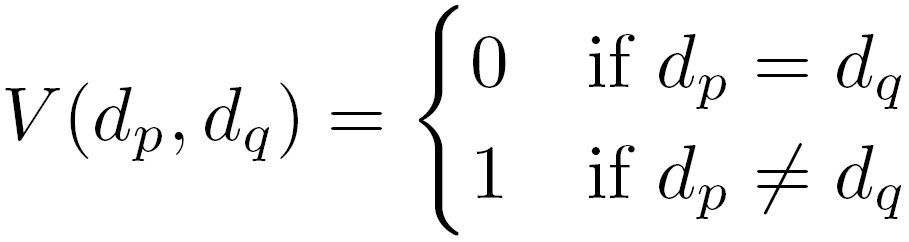 V(d_p, d_q) = { 0 if d_p = d_q
1 if d_p ≠ d_q